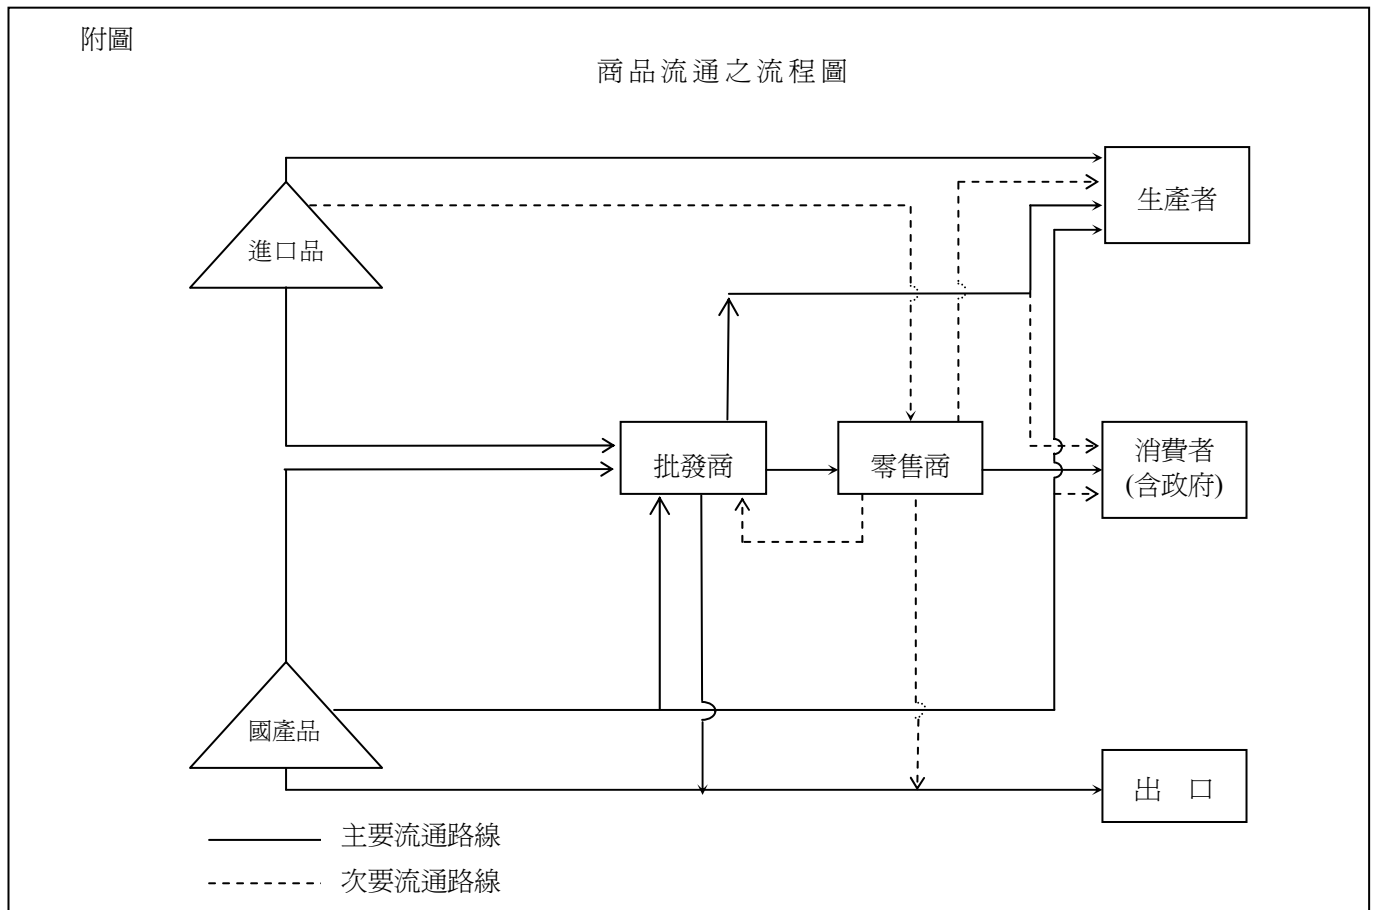 附圖
商品流通之流程圖
生產者
進口品
批發商
零售商
消費者
(含政府)
國產品
出 口
主要流通路線
次要流通路線